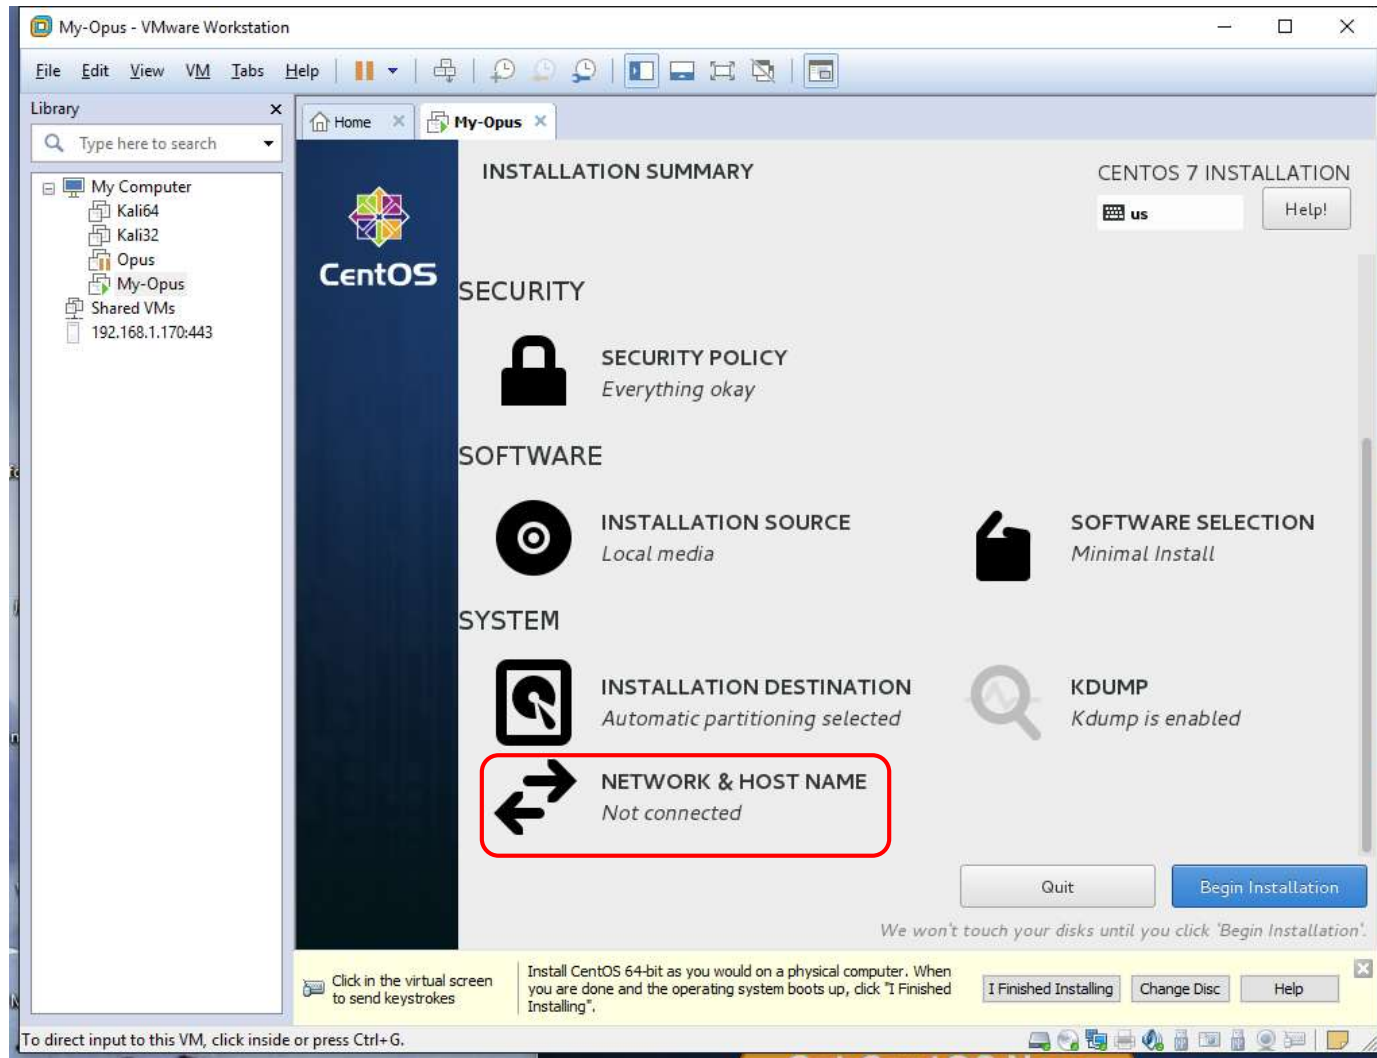 My-Opus - VMware Workstation
File Edit View VM Tabs Help
Library
Type here to search
My Computer
Kali64
Kali32
Opus
My-Opus
Shared VMs
192.168.1.170:443
Home
My-Opus
CentOS
INSTALLATION SUMMARY
CENTOS 7 INSTALLATION
us
Help!
SECURITY
SECURITY POLICY
Everything okay
SOFTWARE
INSTALLATION SOURCE
Local media
SOFTWARE SELECTION
Minimal Install
SYSTEM
INSTALLATION DESTINATION
Automatic partitioning selected
KDUMP
Kdump is enabled
NETWORK & HOST NAME
Not connected
Quit
Begin Installation
We won't touch your disks until you click 'Begin Installation'.
Click in the virtual screen
to send keystrokes
Install CentOS 64-bit as you would on a physical computer. When
you are done and the operating system boots up, click "I Finished
Installing".
I Finished Installing
Change Disc
Help
To direct input to this VM, click inside or press Ctrl+G.